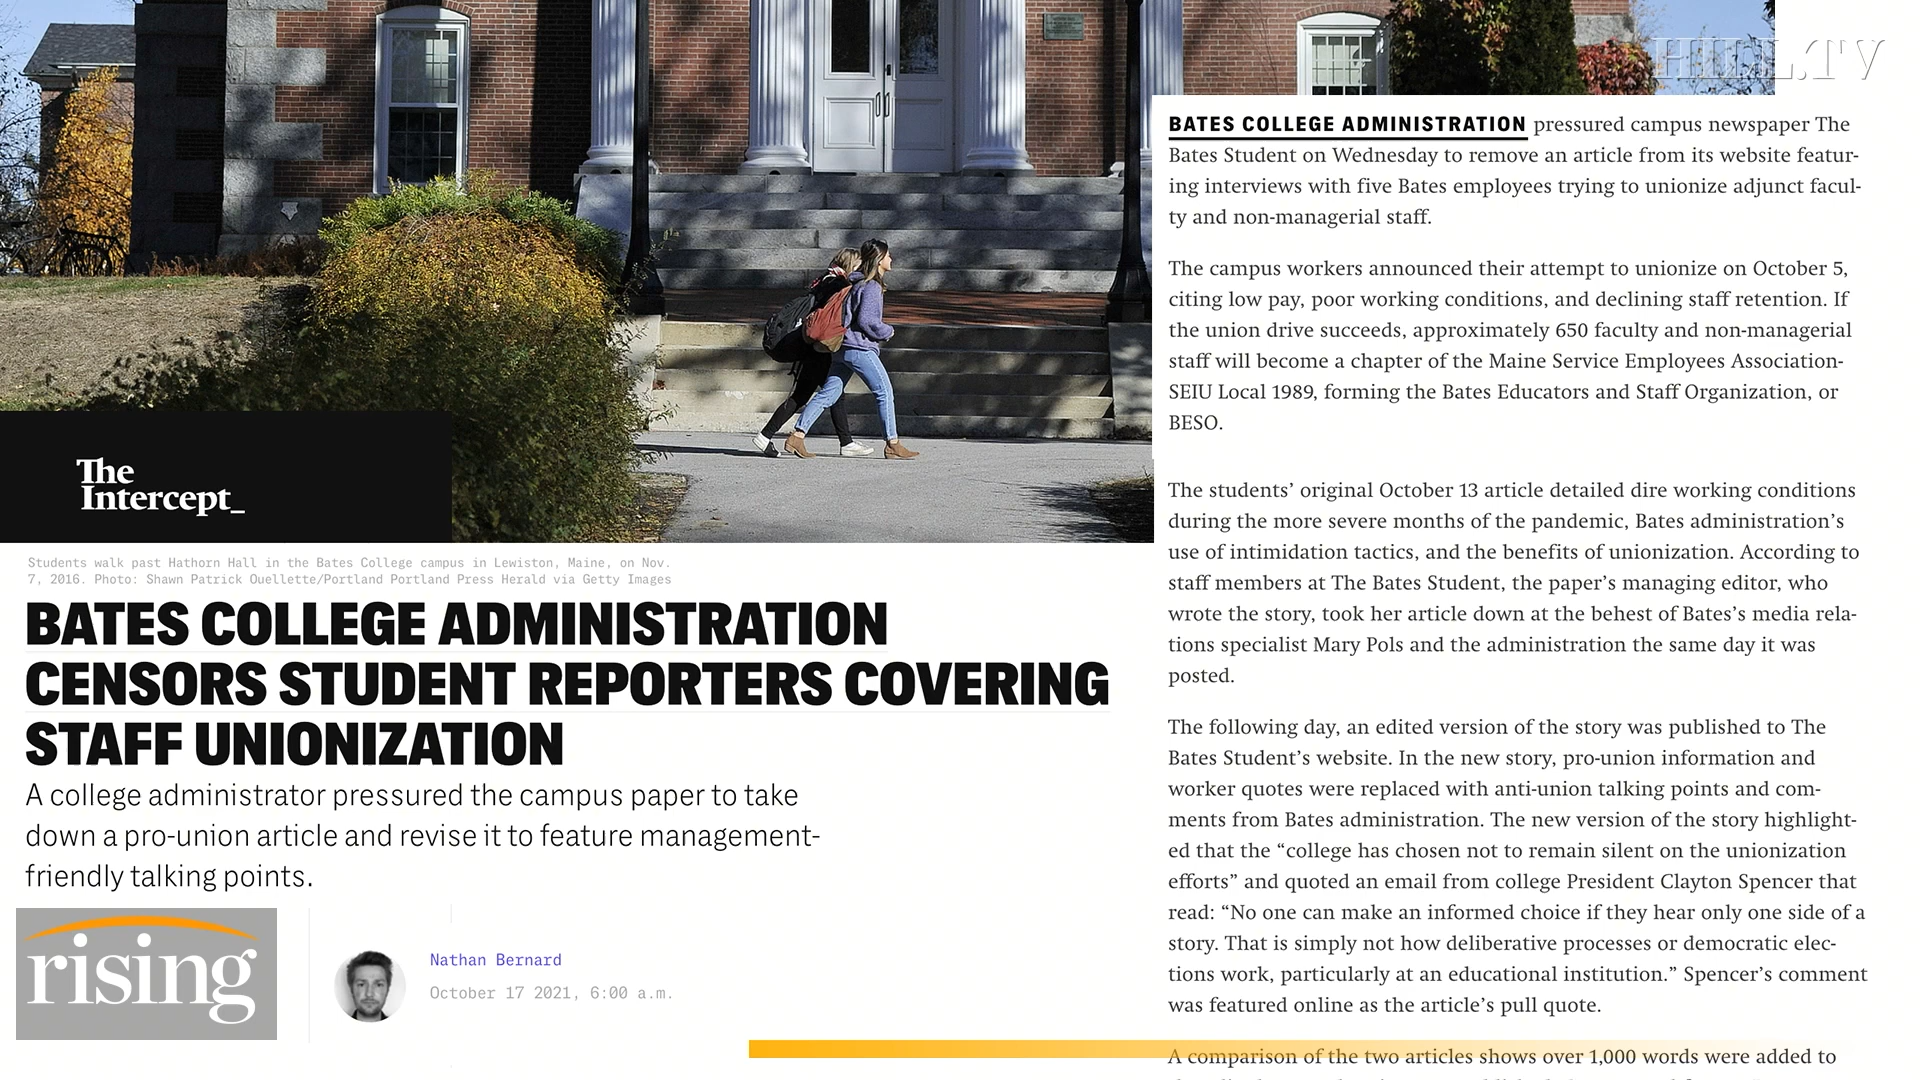 HILL.TV
The
Intercept_
Students walk past Hathorn Hall in the Bates College campus in Lewiston, Maine, on Nov.
7, 2016. Photo: Shawn Patrick Ouellette/Portland Portland Press Herald via Getty Images
BATES COLLEGE ADMINISTRATION
CENSORS STUDENT REPORTERS COVERING
STAFF UNIONIZATION
A college administrator pressured the campus paper to take
down a pro-union article and revise it to feature management-
friendly talking points.
rising
Nathan Bernard
October 17 2021, 6:00 a.m.
BATES COLLEGE ADMINISTRATION pressured campus newspaper The
Bates Student on Wednesday to remove an article from its website featur-
ing interviews with five Bates employees trying to unionize adjunct facul-
ty and non-managerial staff.
The campus workers announced their attempt to unionize on October 5,
citing low pay, poor working conditions, and declining staff retention. If
the union drive succeeds, approximately 650 faculty and non-managerial
staff will become a chapter of the Maine Service Employees Association-
SEIU Local 1989, forming the Bates Educators and Staff Organization, or
BESO.
The students’ original October 13 article detailed dire working conditions
during the more severe months of the pandemic, Bates administration’s
use of intimidation tactics, and the benefits of unionization. According to
staff members at The Bates Student, the paper’s managing editor, who
wrote the story, took her article down at the behest of Bates’s media rela-
tions specialist Mary Pols and the administration the same day it was
posted.
The following day, an edited version of the story was published to The
Bates Student’s website. In the new story, pro-union information and
worker quotes were replaced with anti-union talking points and com-
ments from Bates administration. The new version of the story highlight-
ed that the “college has chosen not to remain silent on the unionization
efforts” and quoted an email from college President Clayton Spencer that
read: “No one can make an informed choice if they hear only one side of a
story. That is simply not how deliberative processes or democratic elec-
tions work, particularly at an educational institution.” Spencer’s comment
was featured online as the article’s pull quote.
A comparison of the two articles shows over 1,000 words were added to